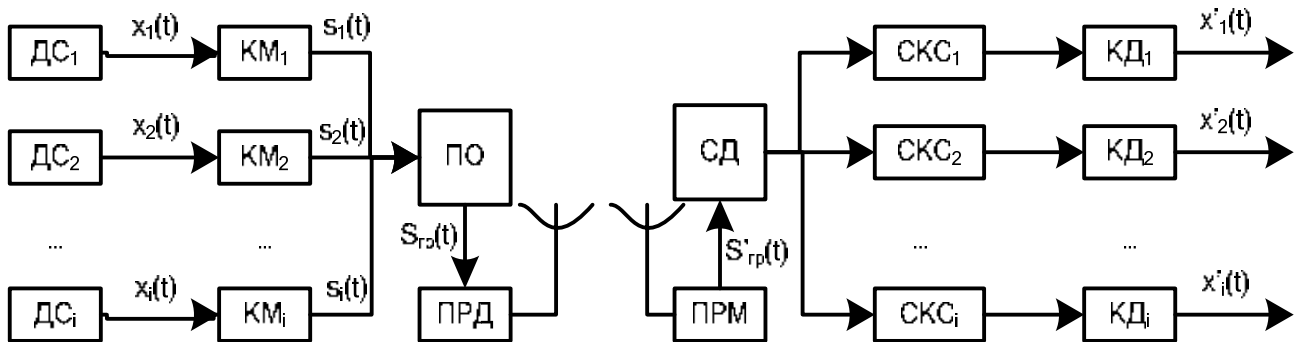 x₁(t) s₁(t) x'₁(t)
ДС₁ КМ₁ СКС₁ КД₁
x₂(t) s₂(t) x'₂(t)
ДС₂ КМ₂ ПО СД СКС₂ КД₂
... ... Sгр(t) S'гр(t) ... ...
xᵢ(t) sᵢ(t) x'ᵢ(t)
ДСᵢ КМᵢ ПРД ПРМ СКСᵢ КДᵢ